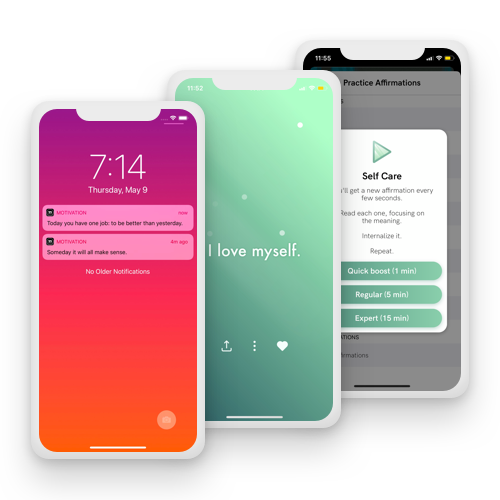 7:14
Thursday, May 9
MOTIVATION
now
Today you have one job: to be better than yesterday.
MOTIVATION
4m ago
Someday it will all make sense.
No Older Notifications
11:52
I love myself.
11:55
Practice Affirmations
Self Care
'll get a new affirmation every
few seconds.
Read each one, focusing on
the meaning.
Internalize it.
Repeat.
Quick boost (1 min)
Regular (5 min)
Expert (15 min)